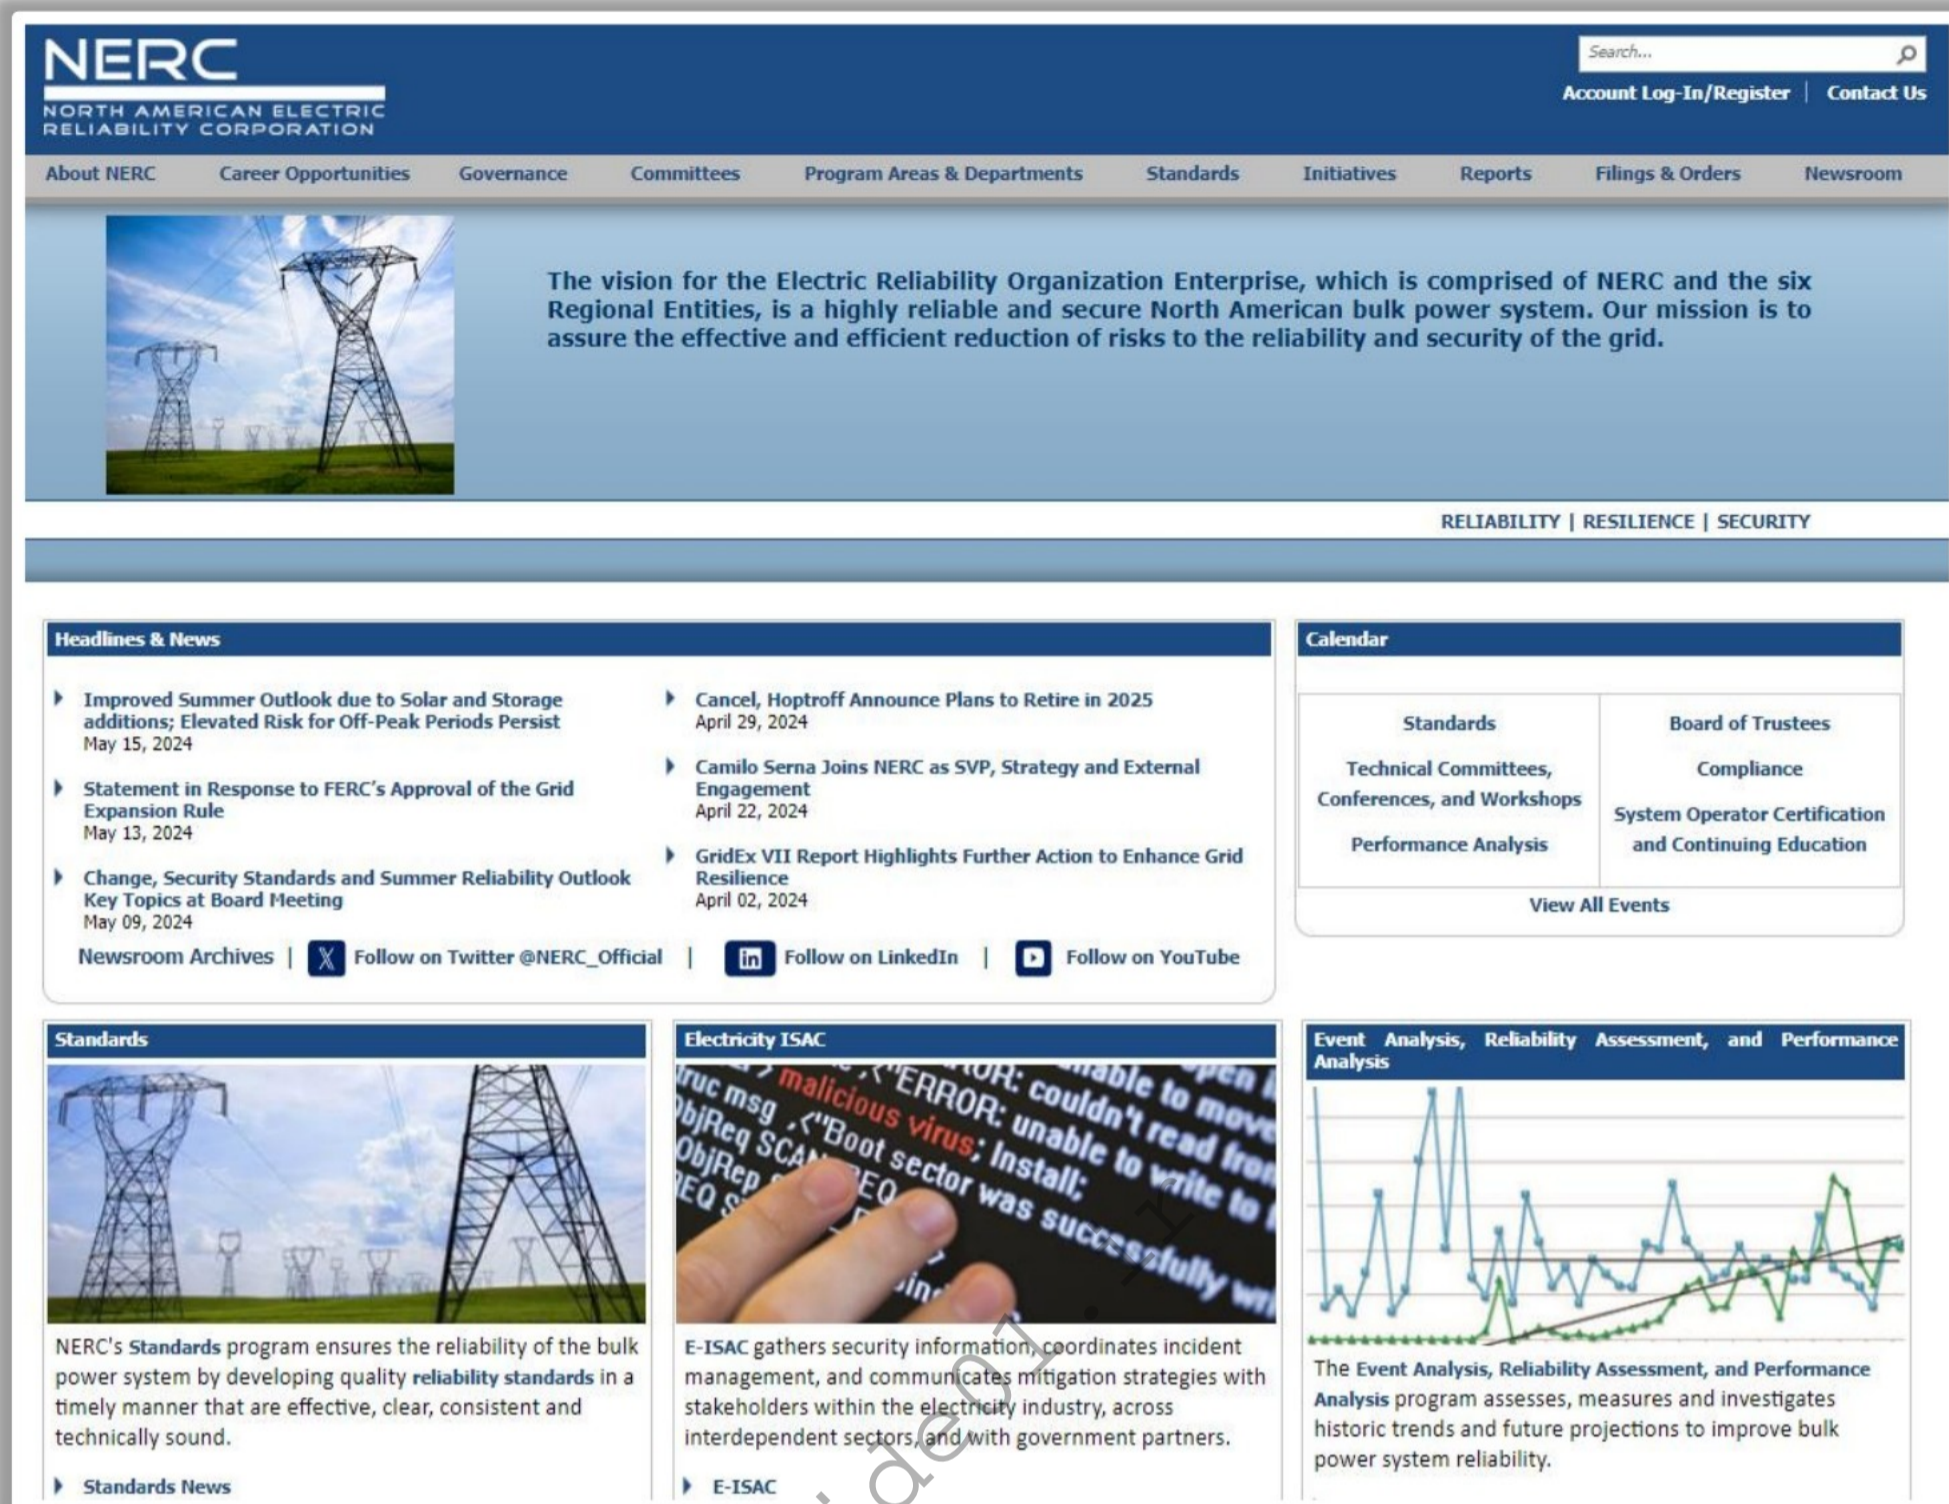 NERC
NORTH AMERICAN ELECTRIC
RELIABILITY CORPORATION
Search...
Account Log-In/Register | Contact Us
About NERC Career Opportunities Governance Committees Program Areas & Departments Standards Initiatives Reports Filings & Orders Newsroom
The vision for the Electric Reliability Organization Enterprise, which is comprised of NERC and the six
Regional Entities, is a highly reliable and secure North American bulk power system. Our mission is to
assure the effective and efficient reduction of risks to the reliability and security of the grid.
RELIABILITY | RESILIENCE | SECURITY
Headlines & News
Improved Summer Outlook due to Solar and Storage
additions; Elevated Risk for Off-Peak Periods Persist
May 15, 2024
Statement in Response to FERC's Approval of the Grid
Expansion Rule
May 13, 2024
Change, Security Standards and Summer Reliability Outlook
Key Topics at Board Meeting
May 09, 2024
Cancel, Hoptroff Announce Plans to Retire in 2025
April 29, 2024
Camilo Serna Joins NERC as SVP, Strategy and External
Engagement
April 22, 2024
GridEx VII Report Highlights Further Action to Enhance Grid
Resilience
April 02, 2024
Newsroom Archives | X Follow on Twitter @NERC_Official | in Follow on LinkedIn | Follow on YouTube
Calendar
Standards
Technical Committees,
Conferences, and Workshops
Performance Analysis
Board of Trustees
Compliance
System Operator Certification
and Continuing Education
View All Events
Standards
NERC's Standards program ensures the reliability of the bulk
power system by developing quality reliability standards in a
timely manner that are effective, clear, consistent and
technically sound.
Standards News
Electricity ISAC
open
unable to move
ERROR: couldn't read from
<"ERROR: unable to write to
malicious virus; Install;
truc msg ,<"Boot sector was successfully
ObjReq SCAN REQ
ObjRep
REQ
E-ISAC gathers security information, coordinates incident
management, and communicates mitigation strategies with
stakeholders within the electricity industry, across
interdependent sectors, and with government partners.
E-ISAC
Event Analysis, Reliability Assessment, and Performance
Analysis
The Event Analysis, Reliability Assessment, and Performance
Analysis program assesses, measures and investigates
historic trends and future projections to improve bulk
power system reliability.